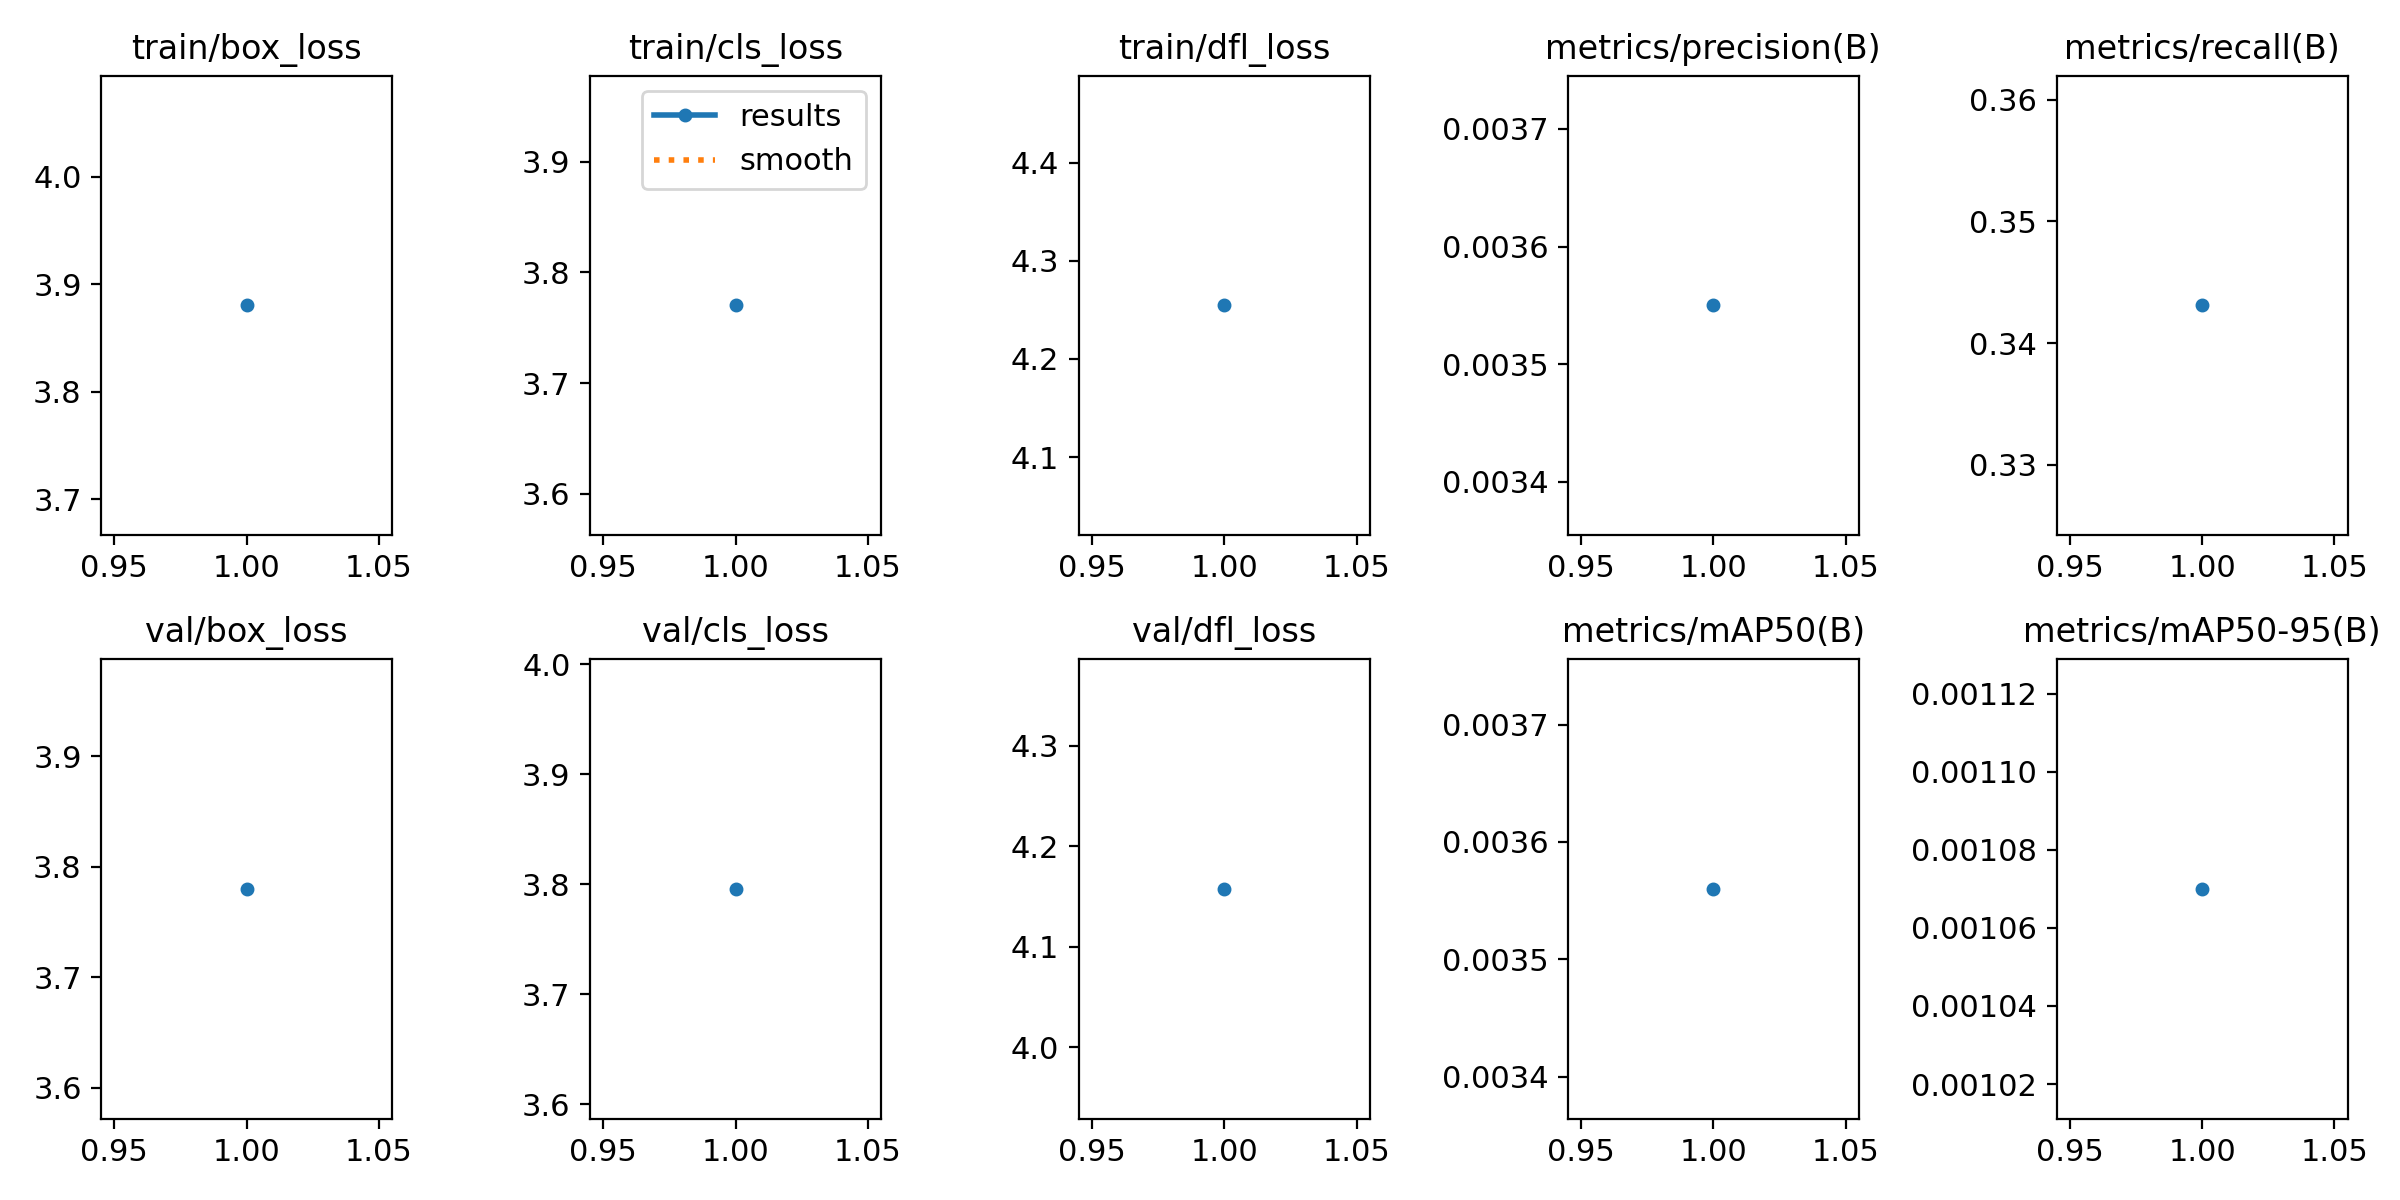 train/box_loss
4.0
3.9
3.8
3.7
0.95 1.00 1.05
train/cls_loss
results
smooth
3.9
3.8
3.7
3.6
0.95 1.00 1.05
train/dfl_loss
4.4
4.3
4.2
4.1
0.95 1.00 1.05
metrics/precision(B)
0.0037
0.0036
0.0035
0.0034
0.95 1.00 1.05
metrics/recall(B)
0.36
0.35
0.34
0.33
0.95 1.00 1.05
val/box_loss
3.9
3.8
3.7
3.6
0.95 1.00 1.05
val/cls_loss
4.0
3.9
3.8
3.7
3.6
0.95 1.00 1.05
val/dfl_loss
4.3
4.2
4.1
4.0
0.95 1.00 1.05
metrics/mAP50(B)
0.0037
0.0036
0.0035
0.0034
0.95 1.00 1.05
metrics/mAP50-95(B)
0.00112
0.00110
0.00108
0.00106
0.00104
0.00102
0.95 1.00 1.05